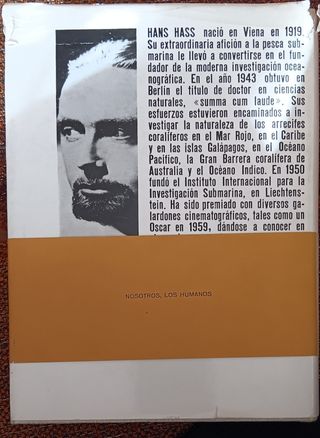 HANS HASS nació en Viena en 1919.
Su extraordinaria afición a la pesca sub-
marina le llevó a convertirse en el fun-
dador de la moderna investigación ocea-
nográfica. En el año 1943 obtuvo en
Berlin el título de doctor en ciencias
naturales, «summa cum laude». Sus
esfuerzos estuvieron encaminados a in-
vestigar la naturaleza de los arrecifes
coralíferos en el Mar Rojo, en el Caribe
y en las islas Galápagos, en el Océano
Pacífico, la Gran Barrera coralífera de
Australia y el Océano Indico. En 1950
fundó el Instituto Internacional para la
Investigación Submarina, en Liechtens-
tein. Ha sido premiado con diversos ga-
lardones cinematográficos, tales como un
Oscar en 1959, dándose a conocer en
NOSOTROS, LOS HUMANOS